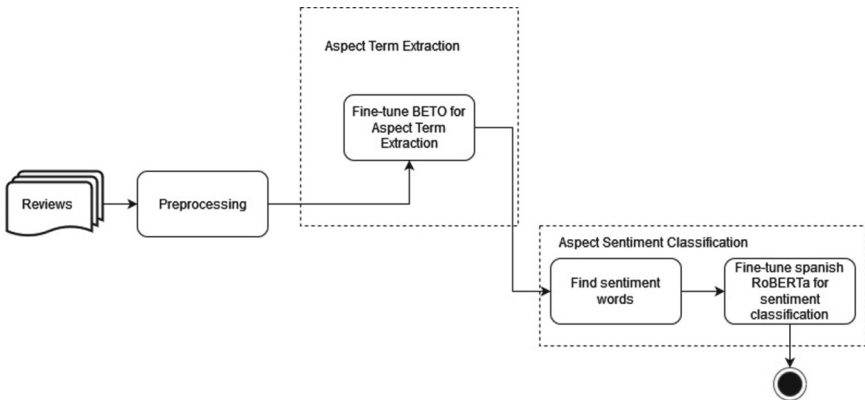 Aspect Term Extraction
Fine-tune BETO for
Aspect Term
Extraction
Reviews
Preprocessing
Aspect Sentiment Classification
Find sentiment
words
Fine-tune spanish
RoBERTa for
sentiment
classification